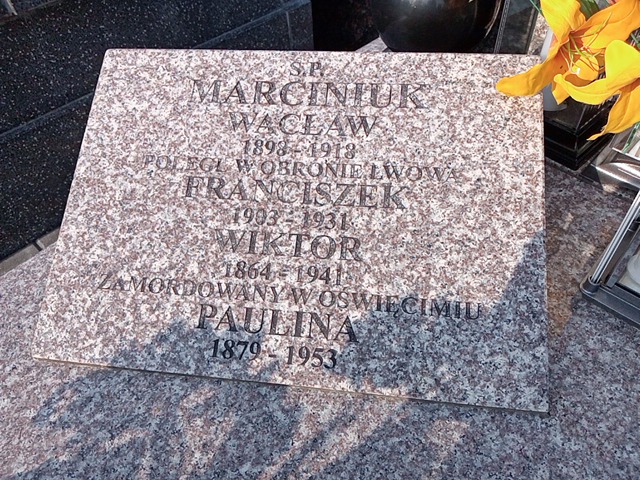 Ś.P.
MARCINIUK
WACŁAW
1898 - 1918
POLEGŁ W OBRONIE LWOWA
FRANCISZEK
1903 - 1931
WIKTOR
1864 - 1941
ZAMORDOWANY W OŚWIĘCIMIU
PAULINA
1879 - 1953